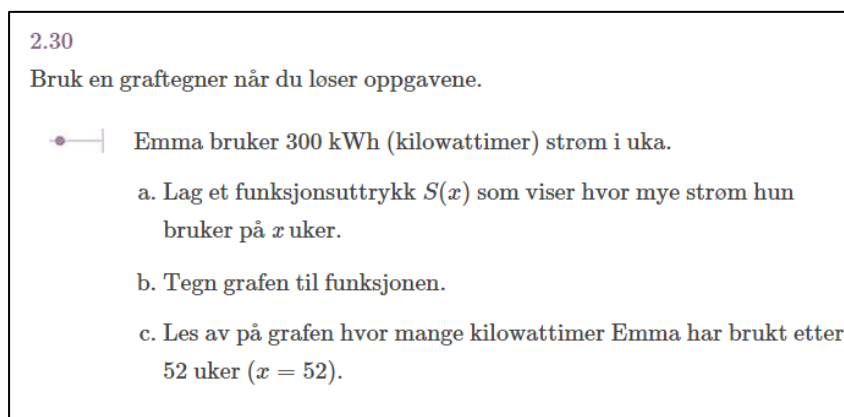 2.30
Bruk en graftegner når du løser oppgavene.
Emma bruker 300 kWh (kilowattimer) strøm i uka.
a. Lag et funksjonsuttrykk S(x) som viser hvor mye strøm hun
bruker på x uker.
b. Tegn grafen til funksjonen.
c. Les av på grafen hvor mange kilowattimer Emma har brukt etter
52 uker (x = 52).